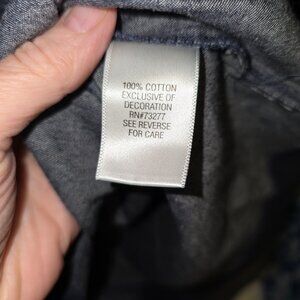 100% COTTON
EXCLUSIVE OF
DECORATION
RN#73277
SEE REVERSE
FOR CARE